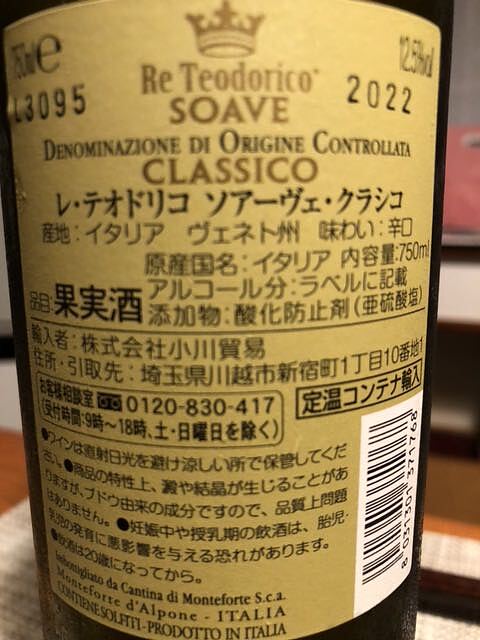 750ml e 12.5%vol
L3095 Re Teodorico 2022
SOAVE
DENOMINAZIONE DI ORIGINE CONTROLLATA
CLASSICO
レ・テオドリコ ソアーヴェ・クラシコ
産地:イタリア ヴェネト州 味わい:辛口
原産国名:イタリア 内容量:750ml
品目:果実酒 アルコール分:ラベルに記載
添加物:酸化防止剤(亜硫酸塩)
輸入者:株式会社小川貿易
住所・引取先:埼玉県川越市新宿町1丁目10番地1
お客様相談室 0120-830-417
(受付時間:9時〜18時、土・日曜日を除く)
定温コンテナ輸入
●ワインは直射日光を避け涼しい所で保管してくだ
さい。●商品の特性上、澱や結晶が生じることがあ
りますが、ブドウ由来の成分ですので、品質上問題
はありません。●妊娠中や授乳期の飲酒は、胎児・
乳児の発育に悪影響を与える恐れがあります。
●飲酒は20歳になってから。
Imbottigliato da Cantina di Monteforte S.c.a.
Monteforte d'Alpone - ITALIA
CONTIENE SOLFITI - PRODOTTO IN ITALIA
8 031301 371768